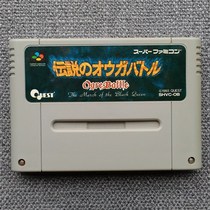 スーパーファミコン
伝説のオウガバトル
Ogre Battle
The March of the Black Queen
QUEST
©1993 QUEST
SHVC-OB